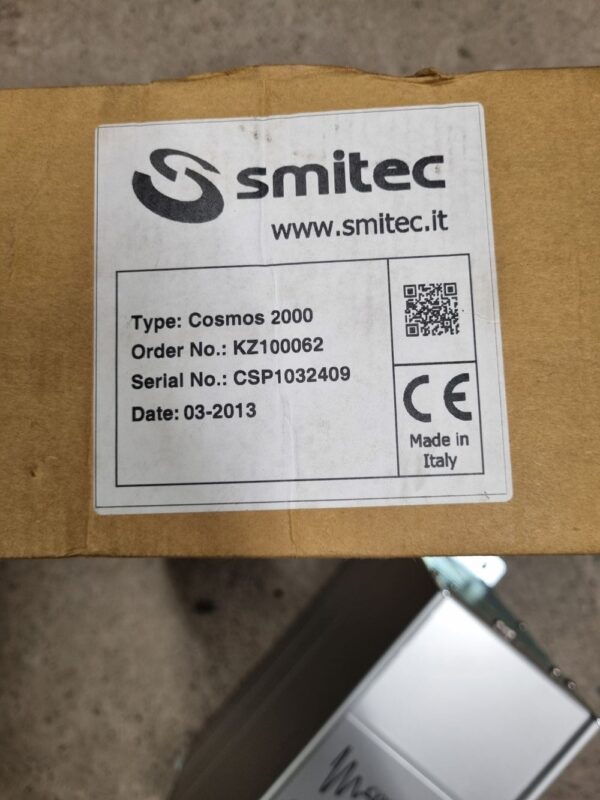 smitec
www.smitec.it
Type: Cosmos 2000
Order No.: KZ100062
Serial No.: CSP1032409
Date: 03-2013
CE
Made in
Italy